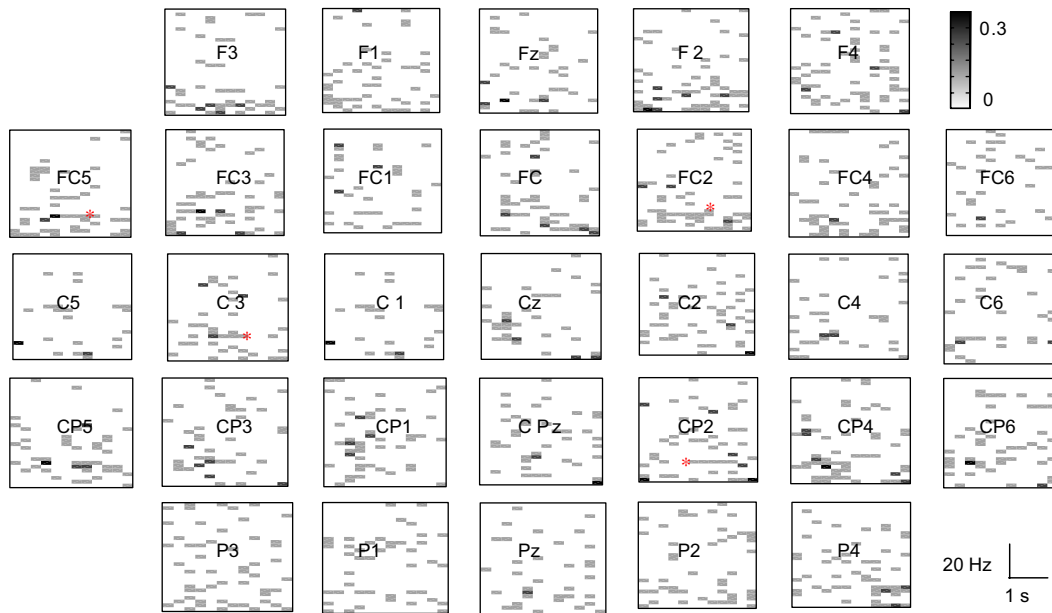 F3 F1 Fz F 2 F4 0.3
0
FC5 FC3 FC1 FC FC2 FC4 FC6
*
*
C5 C 3 C 1 Cz C2 C4 C6
*
CP5 CP3 CP1 C P z CP2 CP4 CP6
*
P3 P1 Pz P2 P4
20 Hz
1 s